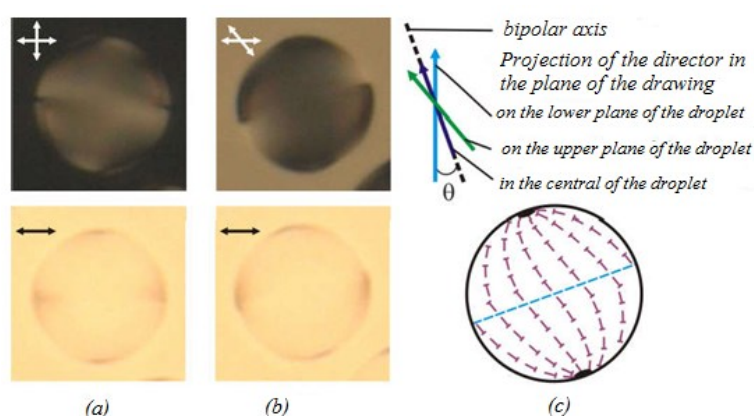 bipolar axis
Projection of the director in
the plane of the drawing
on the lower plane of the droplet
on the upper plane of the droplet
in the central of the droplet
θ
(a)
(b)
(c)